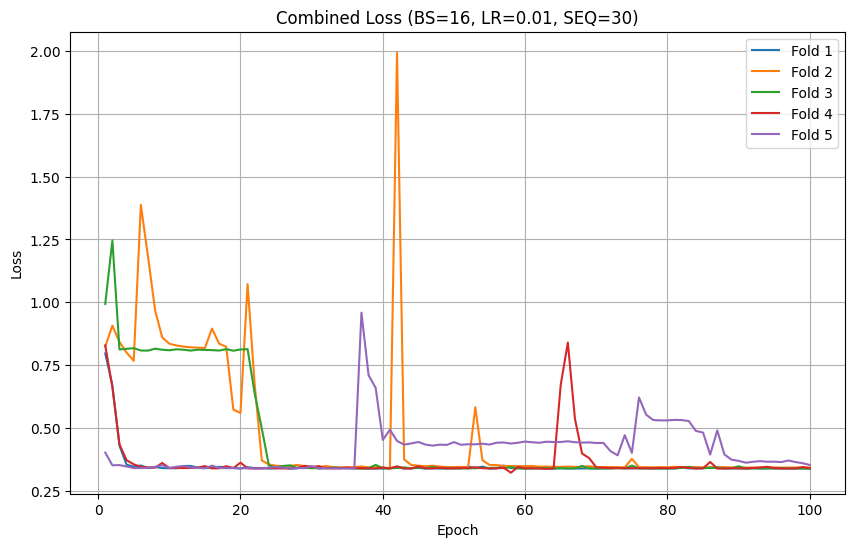 Combined Loss (BS=16, LR=0.01, SEQ=30)
Fold 1
Fold 2
Fold 3
Fold 4
Fold 5
Loss
2.00
1.75
1.50
1.25
1.00
0.75
0.50
0.25
0
20
40
60
80
100
Epoch